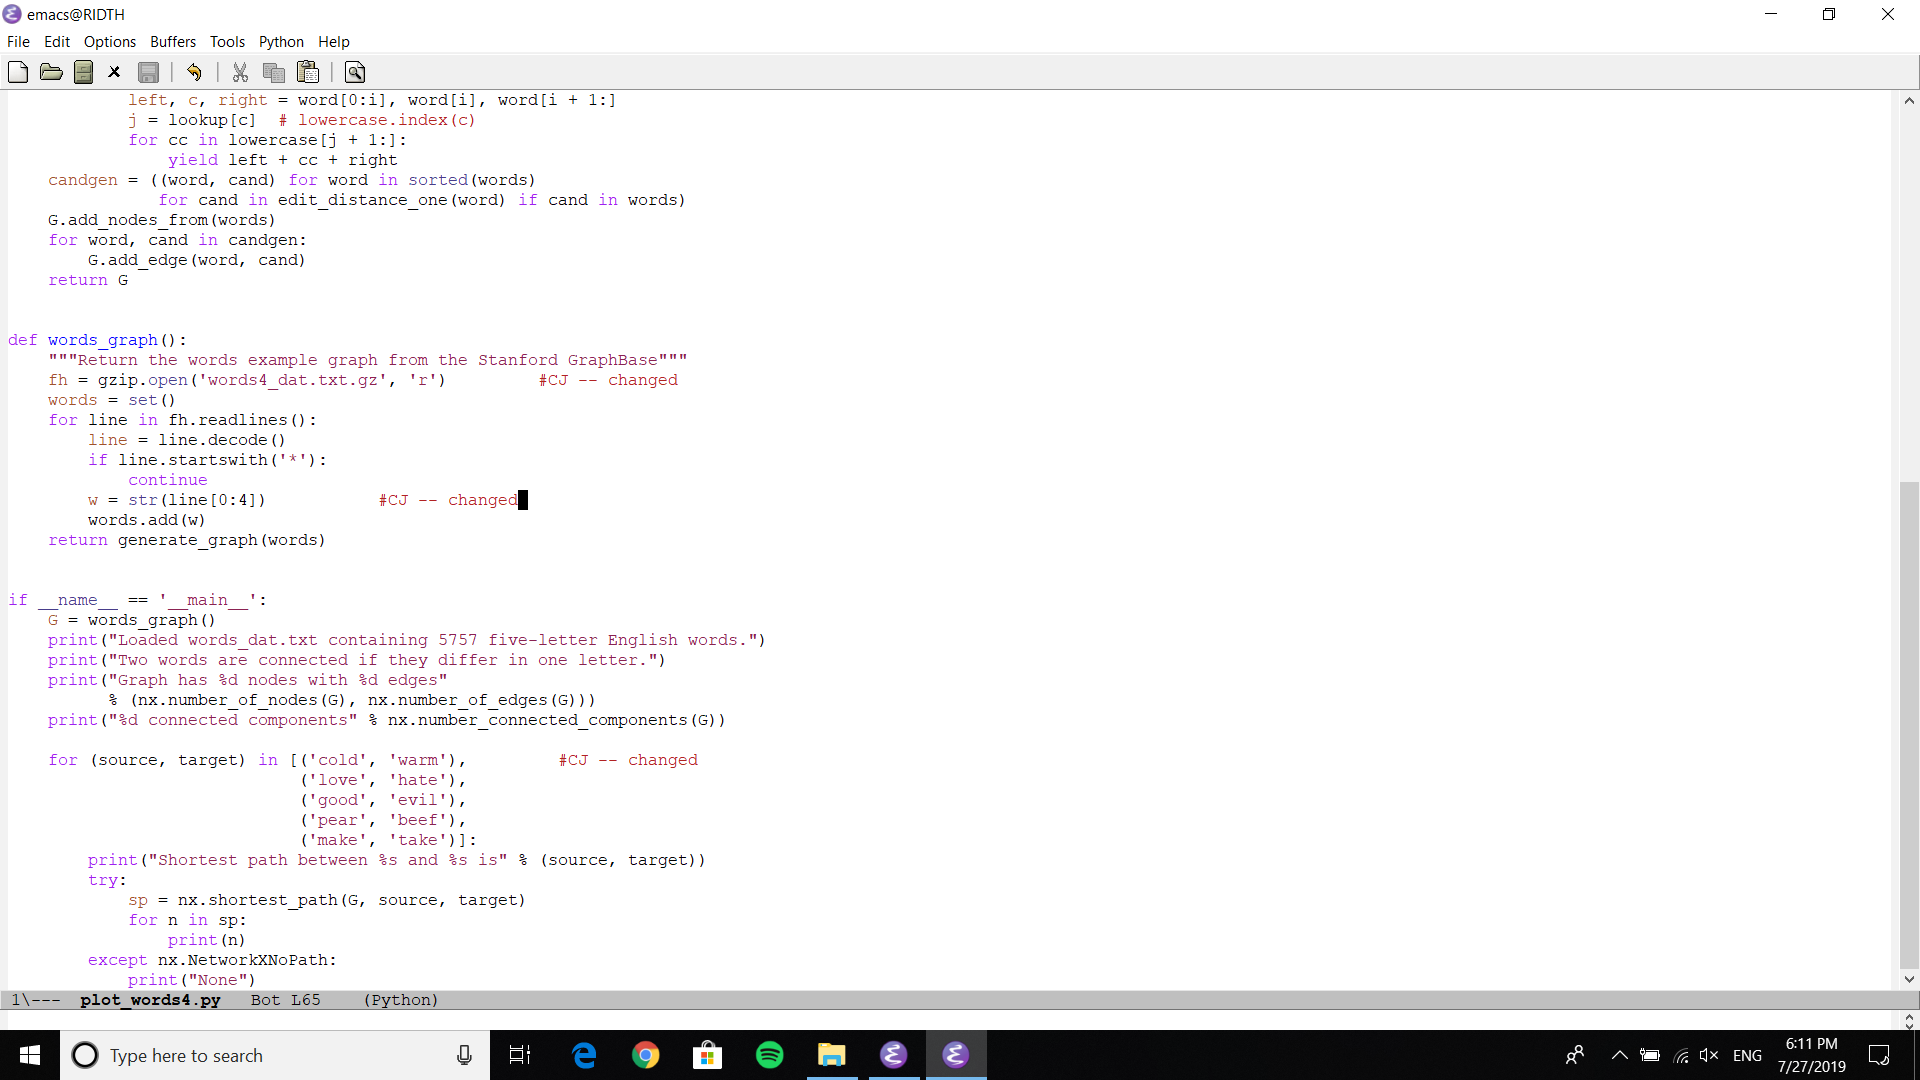 emacs@RIDTH
File Edit Options Buffers Tools Python Help
            left, c, right = word[0:i], word[i], word[i + 1:]
            j = lookup[c]  # lowercase.index(c)
            for cc in lowercase[j + 1:]:
                yield left + cc + right
    candgen = ((word, cand) for word in sorted(words)
               for cand in edit_distance_one(word) if cand in words)
    G.add_nodes_from(words)
    for word, cand in candgen:
        G.add_edge(word, cand)
    return G
def words_graph():
    """Return the words example graph from the Stanford GraphBase"""
    fh = gzip.open('words4_dat.txt.gz', 'r')         #CJ -- changed
    words = set()
    for line in fh.readlines():
        line = line.decode()
        if line.startswith('*'):
            continue
        w = str(line[0:4])           #CJ -- changed
        words.add(w)
    return generate_graph(words)
if __name__ == '__main__':
    G = words_graph()
    print("Loaded words_dat.txt containing 5757 five-letter English words.")
    print("Two words are connected if they differ in one letter.")
    print("Graph has %d nodes with %d edges"
          % (nx.number_of_nodes(G), nx.number_of_edges(G)))
    print("%d connected components" % nx.number_connected_components(G))
    for (source, target) in [('cold', 'warm'),         #CJ -- changed
                             ('love', 'hate'),
                             ('good', 'evil'),
                             ('pear', 'beef'),
                             ('make', 'take')]:
        print("Shortest path between %s and %s is" % (source, target))
        try:
            sp = nx.shortest_path(G, source, target)
            for n in sp:
                print(n)
        except nx.NetworkXNoPath:
            print("None")
1\--- plot_words4.py Bot L65 (Python)
Type here to search
ENG
6:11 PM
7/27/2019